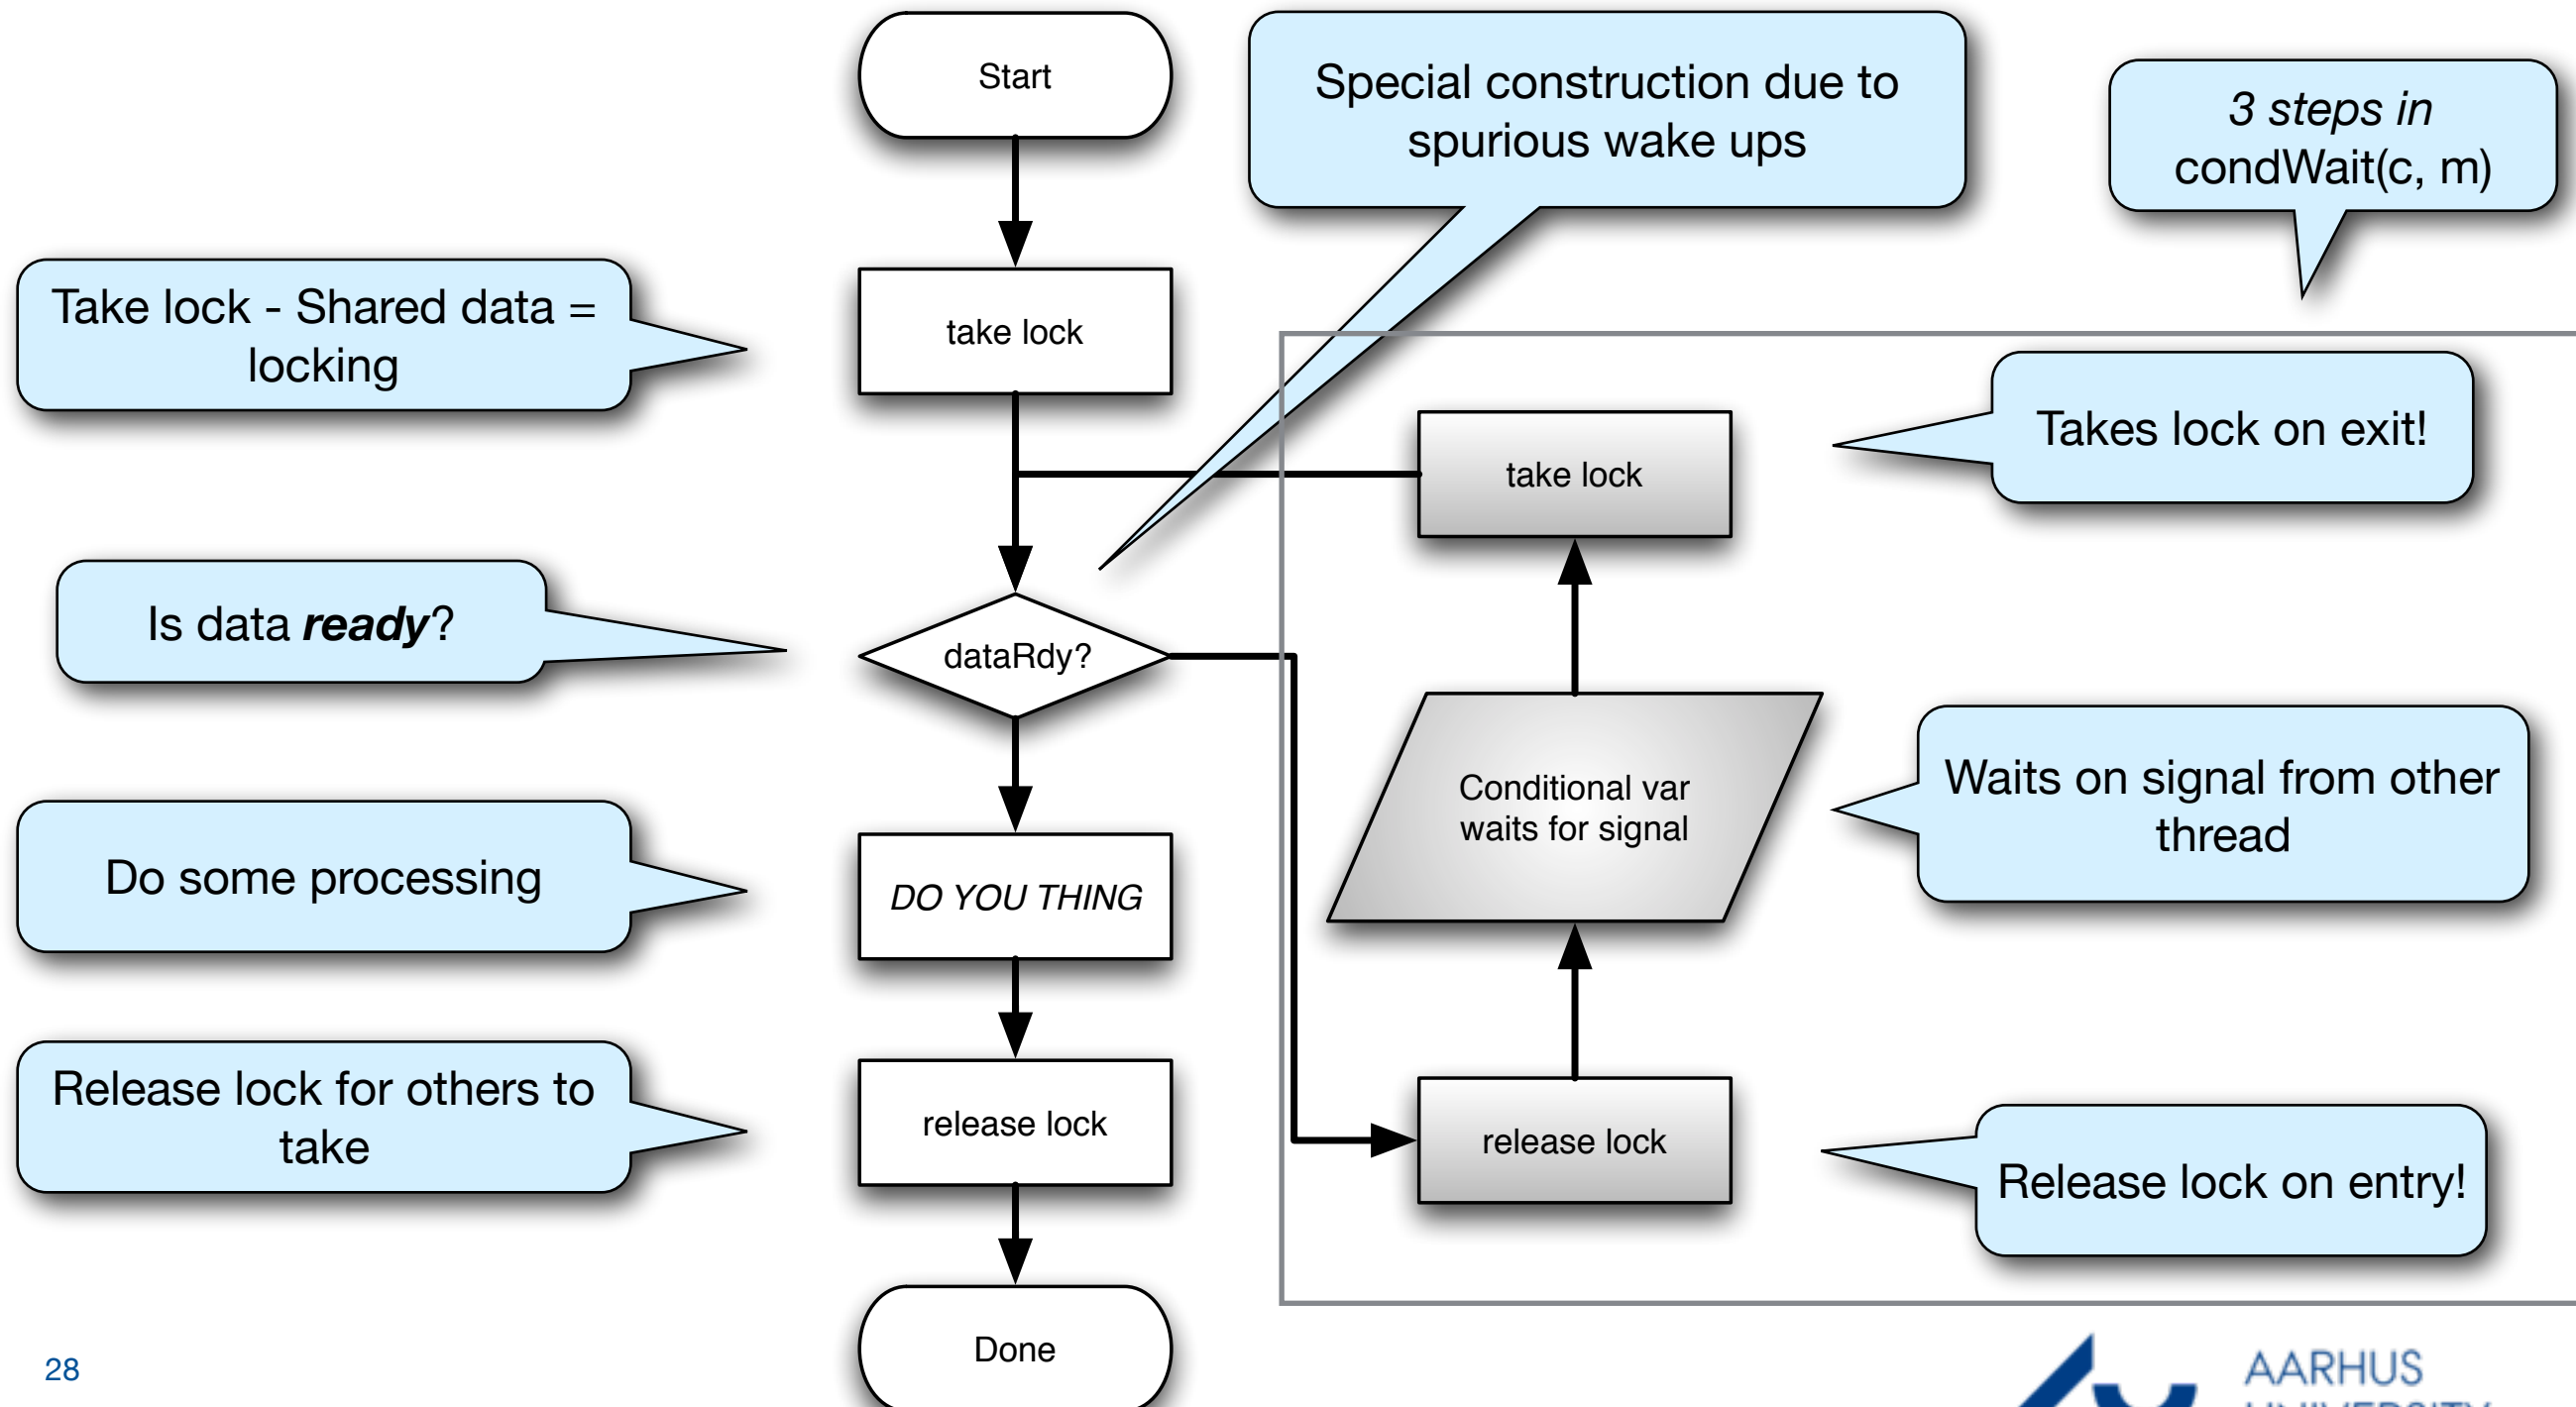 Start
Special construction due to
spurious wake ups
3 steps in
condWait(c, m)
Take lock - Shared data =
locking
take lock
Takes lock on exit!
take lock
Is data ready?
dataRdy?
Conditional var
waits for signal
Waits on signal from other
thread
Do some processing
DO YOU THING
Release lock for others to
take
release lock
release lock
Release lock on entry!
Done
28
AARHUS
UNIVERSITY